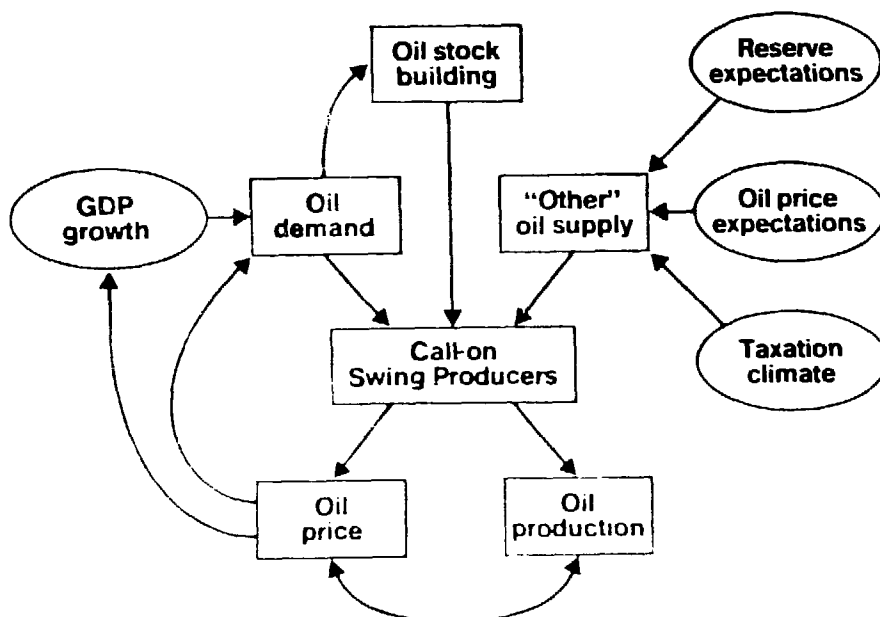 Oil stock
building
Reserve
expectations
GDP
growth
Oil
demand
"Other"
oil supply
Oil price
expectations
Call-on
Swing Producers
Taxation
climate
Oil
price
Oil
production